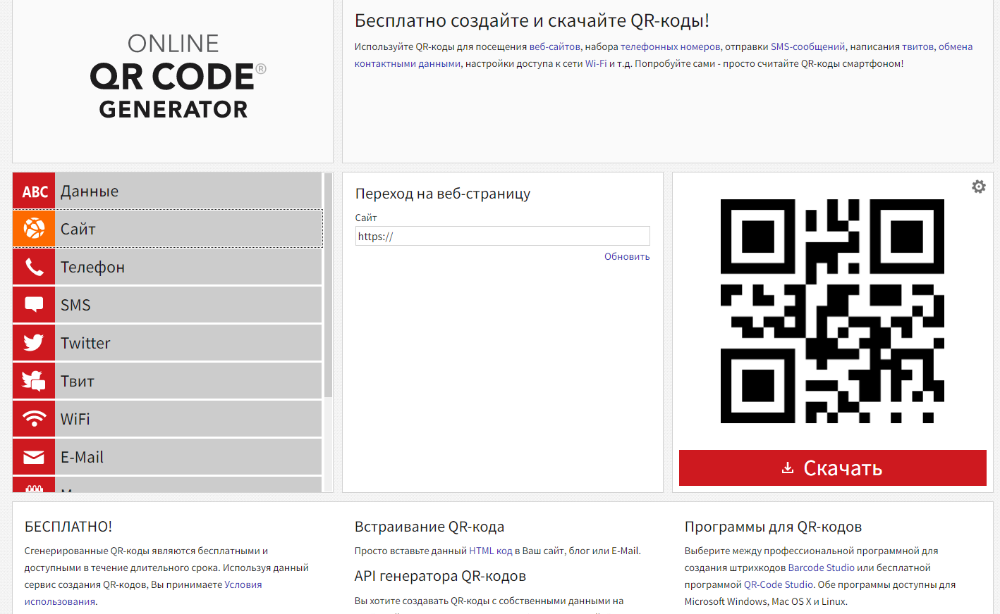 ONLINE
QR CODE®
GENERATOR
Бесплатно создайте и скачайте QR-коды!
Используйте QR-коды для посещения веб-сайтов, набора телефонных номеров, отправки SMS-сообщений, написания твитов, обмена
контактными данными, настройки доступа к сети Wi-Fi и т.д. Попробуйте сами - просто считайте QR-коды смартфоном!
ABC Данные
Сайт
Телефон
SMS
Twitter
Твит
WiFi
E-Mail
Переход на веб-страницу
Сайт
https://
Обновить
Скачать
БЕСПЛАТНО!
Сгенерированные QR-коды являются бесплатными и
доступными в течение длительного срока. Используя данный
сервис создания QR-кодов, Вы принимаете Условия
использования.
Встраивание QR-кода
Просто вставьте данный HTML код в Ваш сайт, блог или E-Mail.
API генератора QR-кодов
Вы хотите создавать QR-коды с собственными данными на
Программы для QR-кодов
Выберите между профессиональной программной для
создания штрихкодов Barcode Studio или бесплатной
программой QR-Code Studio. Обе программы доступны для
Microsoft Windows, Mac OS X и Linux.